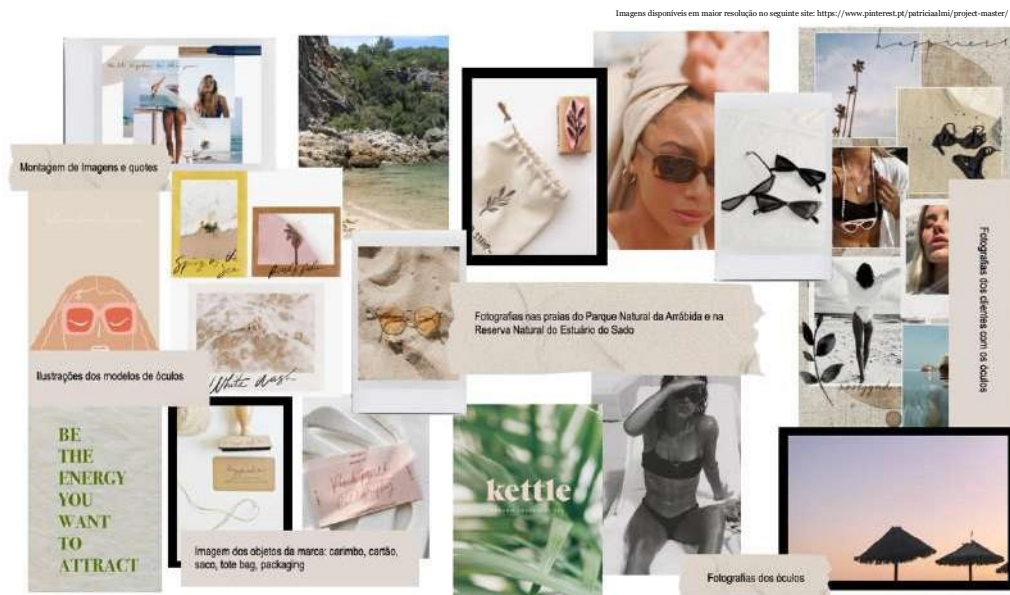 Imagens disponíveis em maior resolução no seguinte site: https://www.pinterest.pt/patriciaalmi/project-master/
happiness
Montagem de Imagens e quotes
Fotografias dos clientes com os óculos
Fotografias nas praias do Parque Natural da Arrábida e na
Reserva Natural do Estuário do Sado
Ilustrações dos modelos de óculos
White wash
BE
THE
ENERGY
YOU
WANT
TO
ATTRACT
kettle
Imagem dos objetos da marca: carimbo, cartão,
saco, tote bag, packaging
Fotografias dos óculos